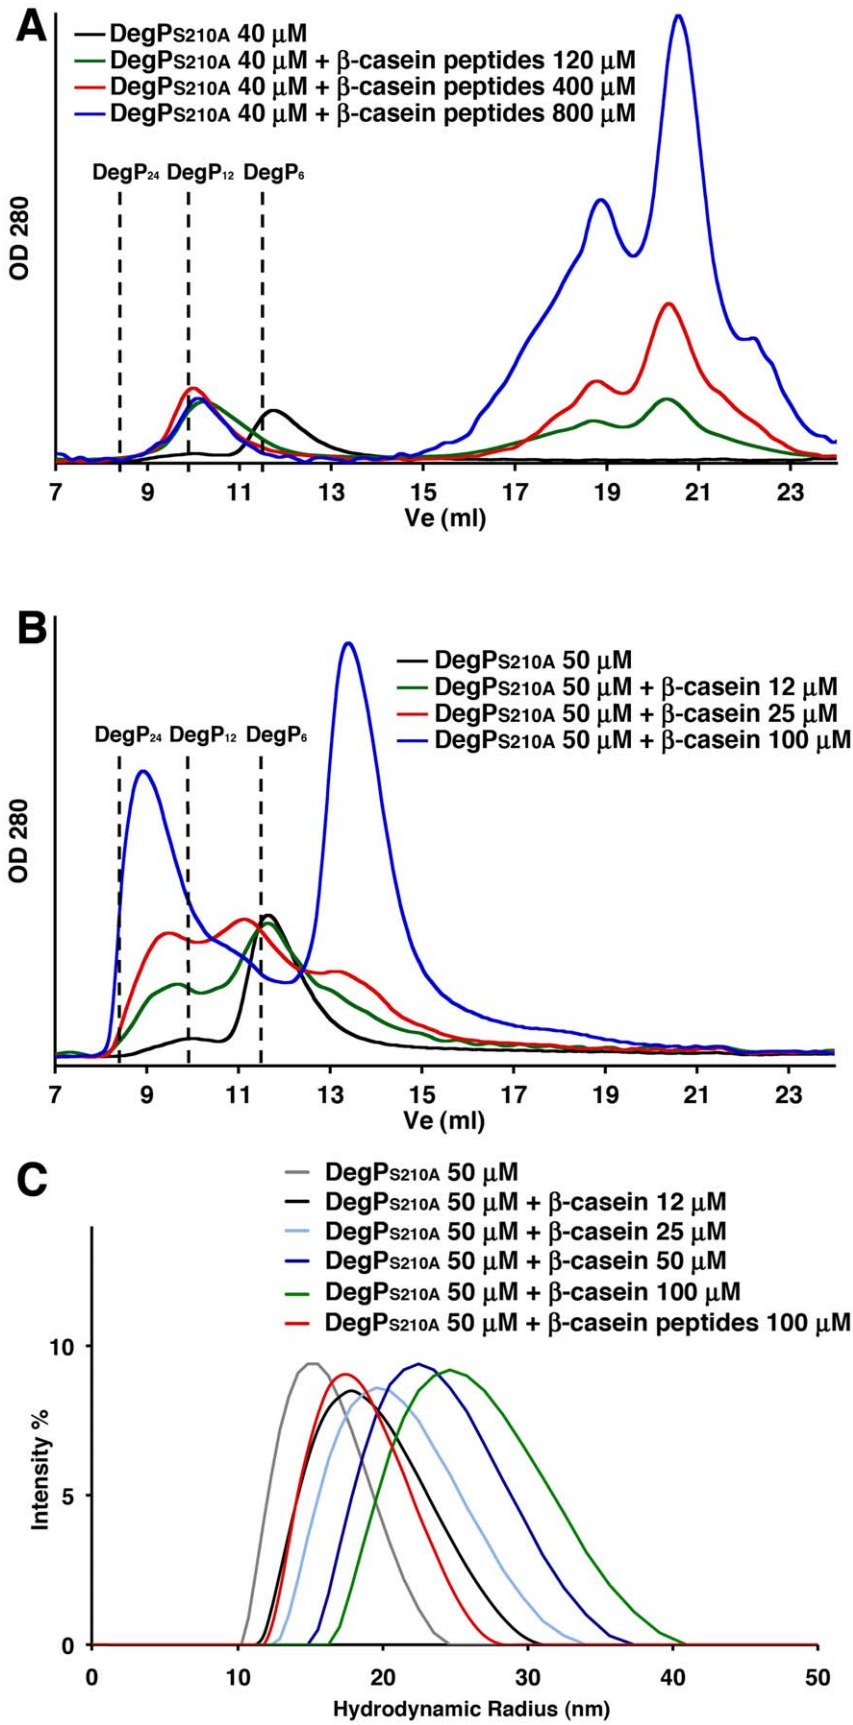 A
DegPS210A 40 μM
DegPS210A 40 μM + β-casein peptides 120 μM
DegPS210A 40 μM + β-casein peptides 400 μM
DegPS210A 40 μM + β-casein peptides 800 μM
DegP24 DegP12 DegP6
OD 280
7 9 11 13 15 17 19 21 23
Ve (ml)
B
DegPS210A 50 μM
DegPS210A 50 μM + β-casein 12 μM
DegPS210A 50 μM + β-casein 25 μM
DegPS210A 50 μM + β-casein 100 μM
DegP24 DegP12 DegP6
OD 280
7 9 11 13 15 17 19 21 23
Ve (ml)
C
DegPS210A 50 μM
DegPS210A 50 μM + β-casein 12 μM
DegPS210A 50 μM + β-casein 25 μM
DegPS210A 50 μM + β-casein 50 μM
DegPS210A 50 μM + β-casein 100 μM
DegPS210A 50 μM + β-casein peptides 100 μM
10
5
0
Intensity %
0 10 20 30 40 50
Hydrodynamic Radius (nm)